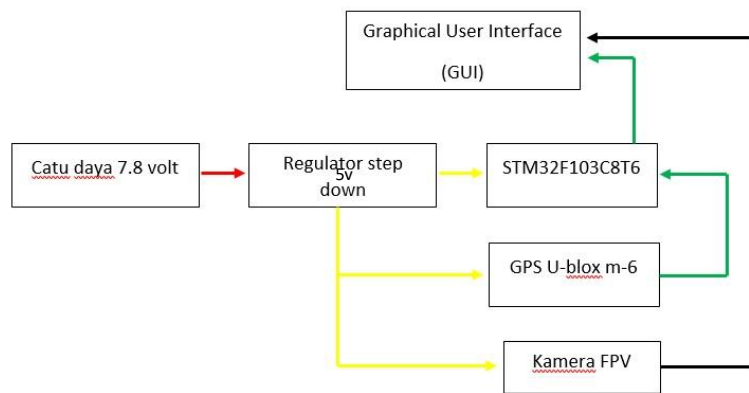 Graphical User Interface
(GUI)
Catu daya 7.8 volt
Regulator step
5v
down
STM32F103C8T6
GPS U-blox m-6
Kamera FPV